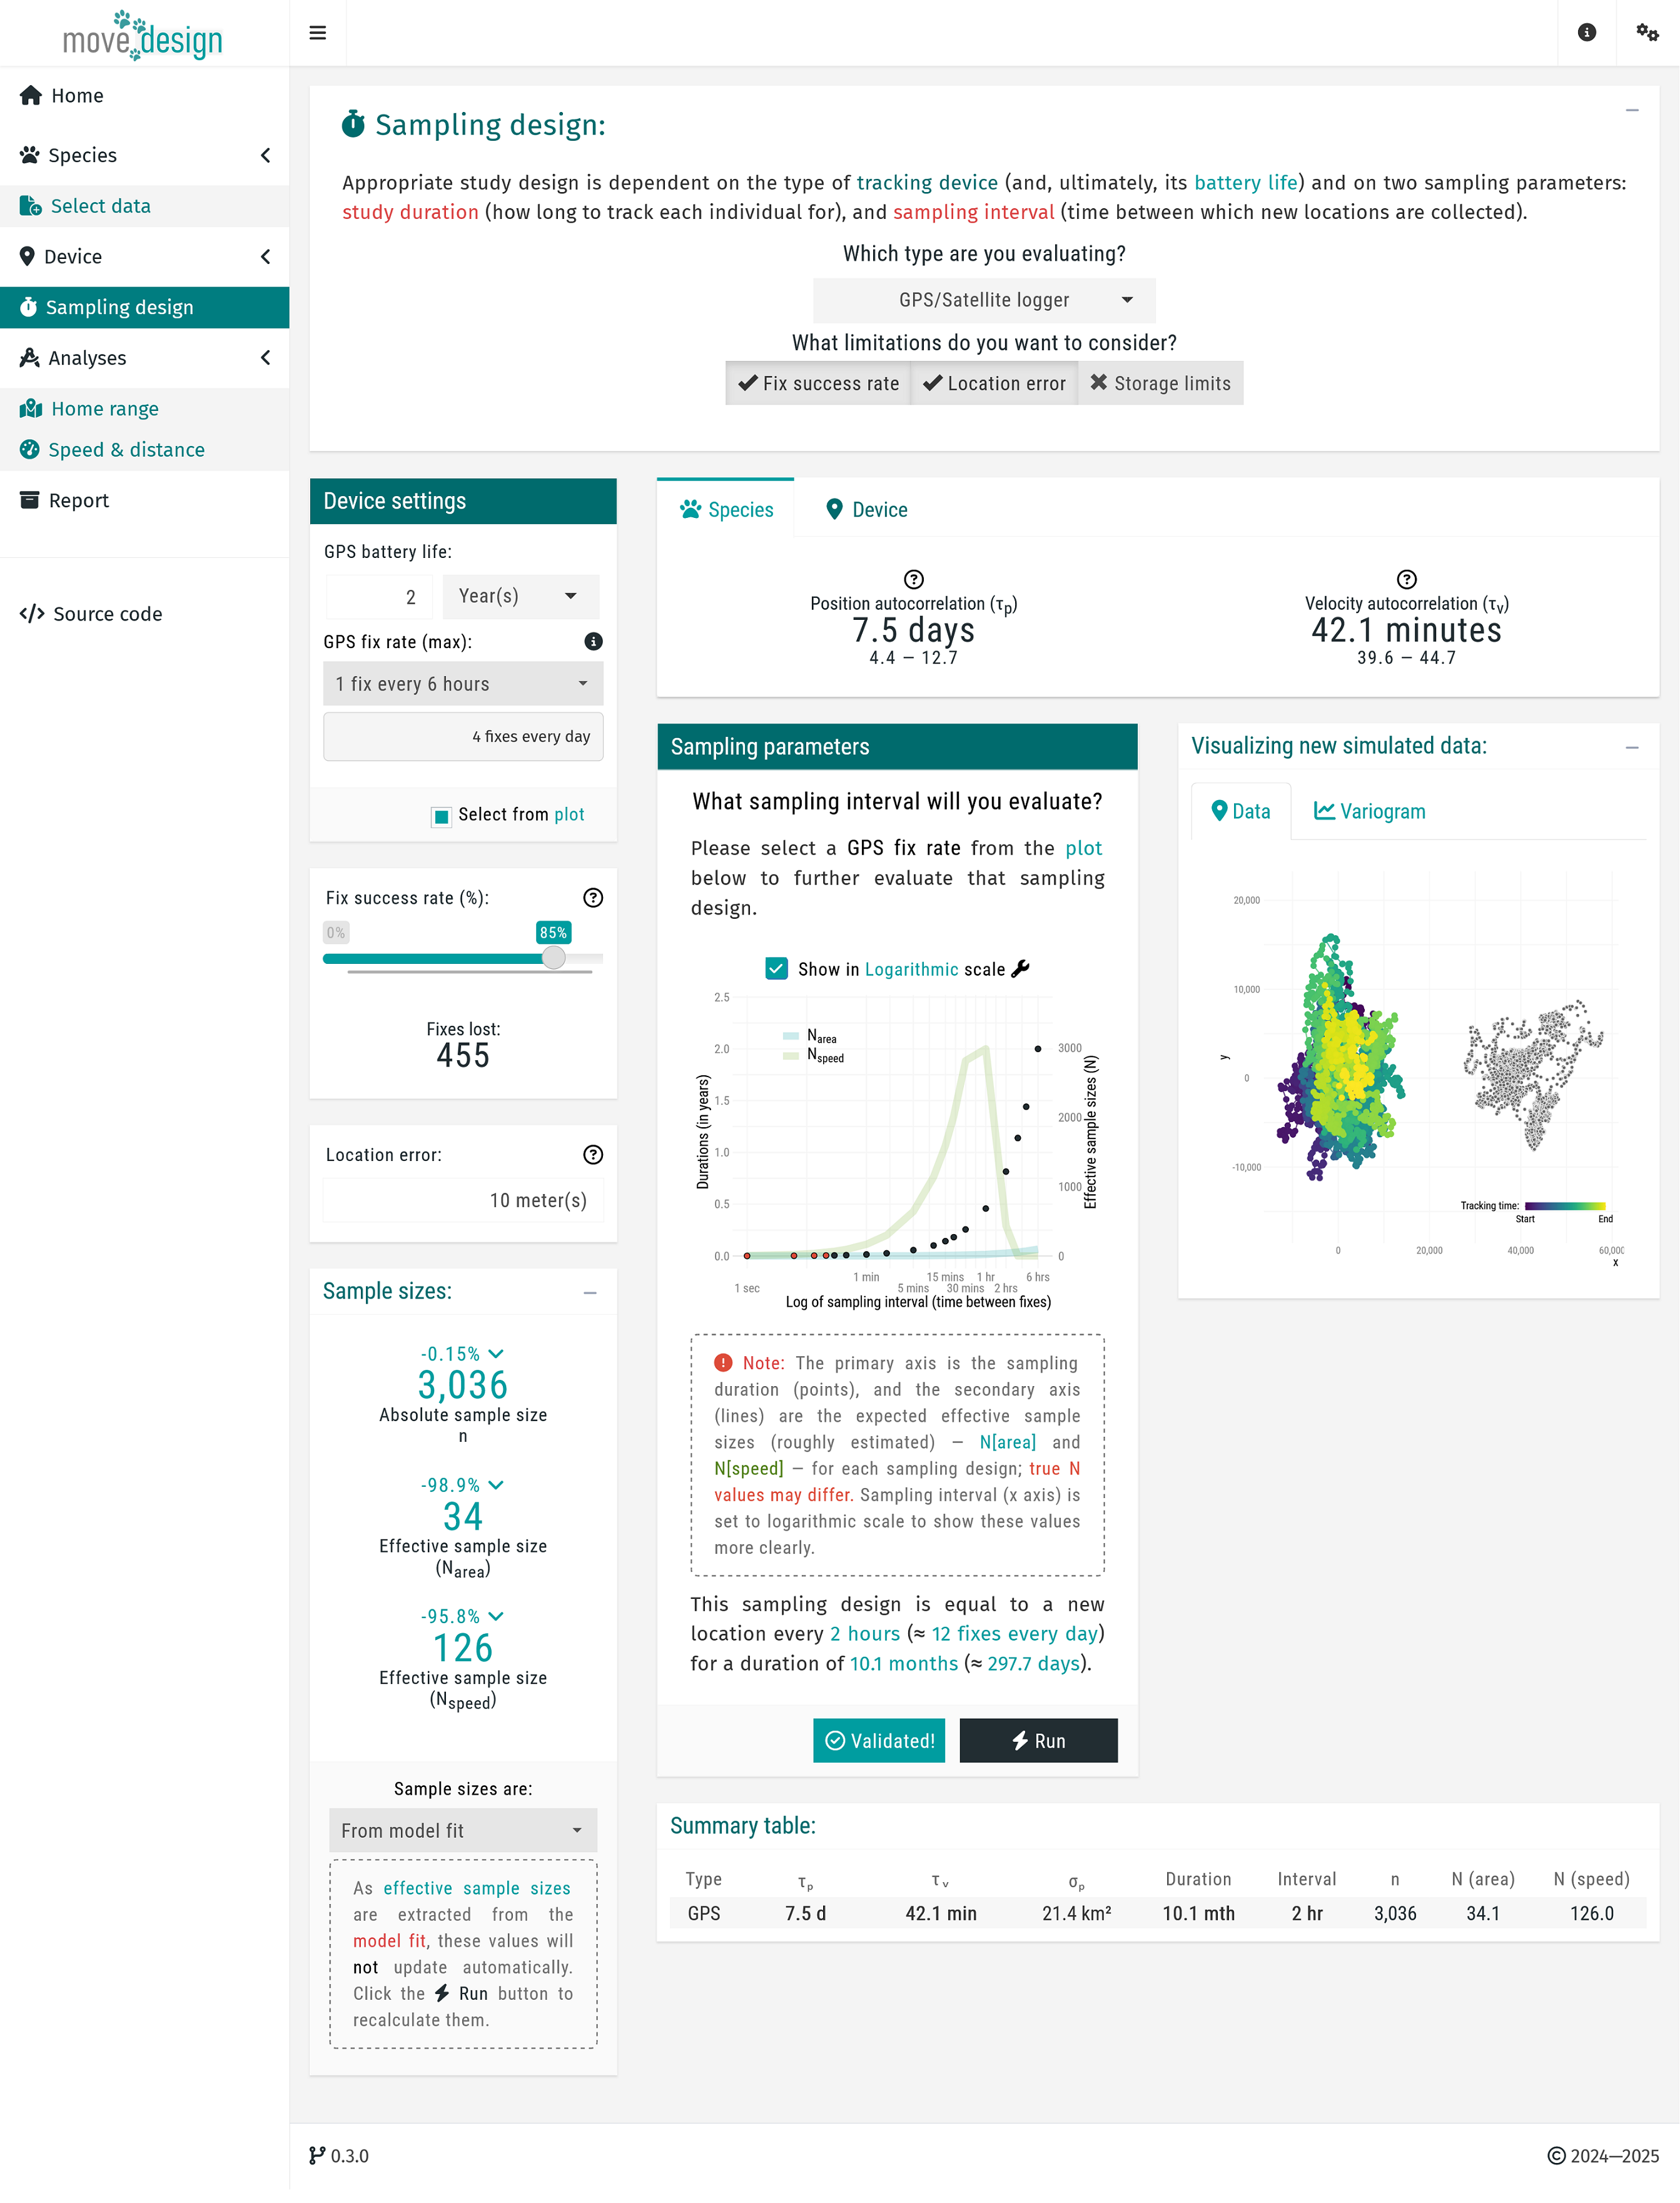 move design
Home
Species
Select data
Device
Sampling design
Analyses
Home range
Speed & distance
Report
Source code
Sampling design:
Appropriate study design is dependent on the type of tracking device (and, ultimately, its battery life) and on two sampling parameters:
study duration (how long to track each individual for), and sampling interval (time between which new locations are collected).
Which type are you evaluating?
GPS/Satellite logger
What limitations do you want to consider?
Fix success rate Location error Storage limits
Device settings
GPS battery life:
2 Year(s)
GPS fix rate (max):
1 fix every 6 hours
4 fixes every day
Select from plot
Fix success rate (%):
0% 85%
Fixes lost:
455
Location error:
10 meter(s)
Sample sizes:
-0.15%
3,036
Absolute sample size
n
-98.9%
34
Effective sample size
(Narea)
-95.8%
126
Effective sample size
(Nspeed)
Sample sizes are:
From model fit
As effective sample sizes
are extracted from the
model fit, these values will
not update automatically.
Click the Run button to
recalculate them.
Species Device
Position autocorrelation (τp)
7.5 days
4.4 — 12.7
Velocity autocorrelation (τv)
42.1 minutes
39.6 — 44.7
Sampling parameters
What sampling interval will you evaluate?
Please select a GPS fix rate from the plot
below to further evaluate that sampling
design.
Show in Logarithmic scale
Narea
Nspeed
Durations (in years)
2.5
2.0
1.5
1.0
0.5
0.0
3000
2000
1000
0
Effective sample sizes (N)
1 min 15 mins 1 hr 6 hrs
1 sec 5 mins 30 mins 2 hrs
Log of sampling interval (time between fixes)
Note: The primary axis is the sampling
duration (points), and the secondary axis
(lines) are the expected effective sample
sizes (roughly estimated) — N[area] and
N[speed] — for each sampling design; true N
values may differ. Sampling interval (x axis) is
set to logarithmic scale to show these values
more clearly.
This sampling design is equal to a new
location every 2 hours (≈ 12 fixes every day)
for a duration of 10.1 months (≈ 297.7 days).
Validated! Run
Visualizing new simulated data:
Data Variogram
20,000
10,000
0
-10,000
y
Tracking time:
Start End
0 20,000 40,000 60,000
x
Summary table:
Type τp τv σp Duration Interval n N (area) N (speed)
GPS 7.5 d 42.1 min 21.4 km² 10.1 mth 2 hr 3,036 34.1 126.0
0.3.0
© 2024—2025